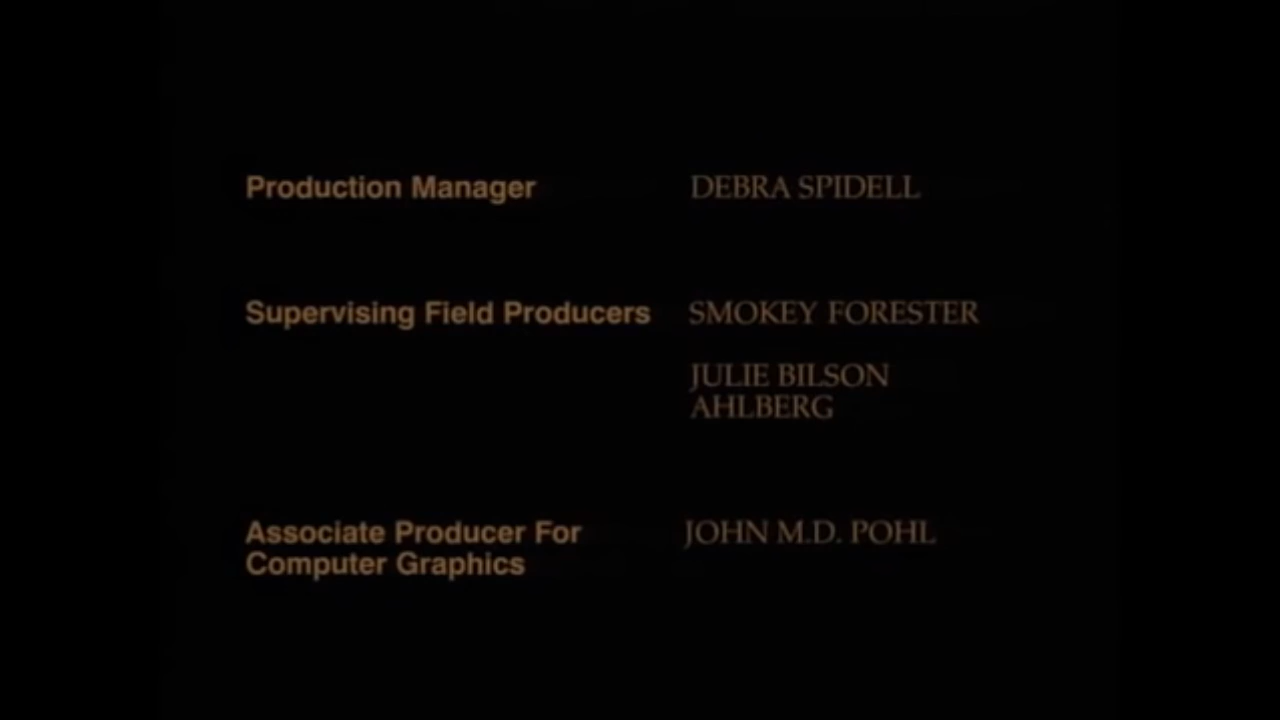 Production Manager DEBRA SPIDELL
Supervising Field Producers SMOKEY FORESTER
JULIE BILSON
AHLBERG
Associate Producer For JOHN M.D. POHL
Computer Graphics